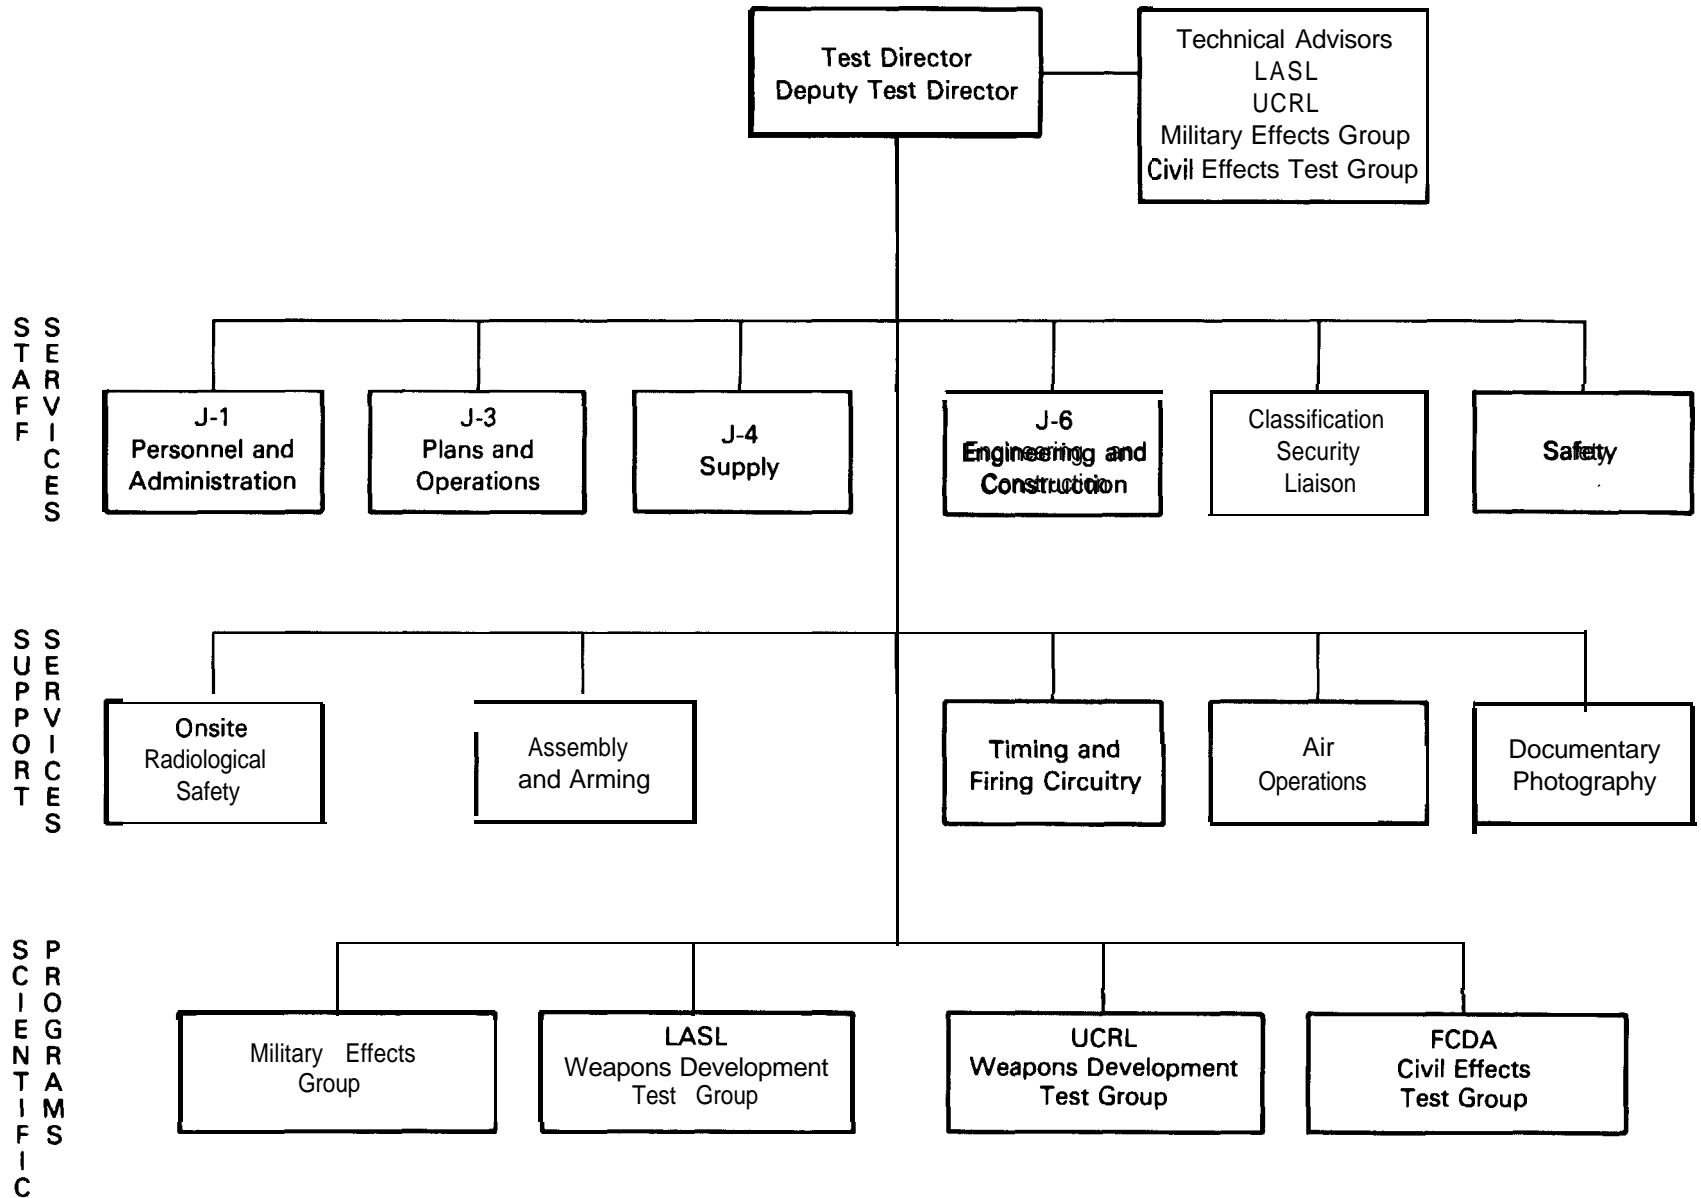 Test Director
Deputy Test Director
Technical Advisors
LASL
UCRL
Military Effects Group
Civil Effects Test Group
STAFF
SERVICES
J-1
Personnel and
Administration
J-3
Plans and
Operations
J-4
Supply
J-6
Engineering and
Construction
Classification
Security
Liaison
Safety
SUPPORT
SERVICES
Onsite
Radiological
Safety
Assembly
and Arming
Timing and
Firing Circuitry
Air
Operations
Documentary
Photography
SCIENTIFIC
PROGRAMS
Military Effects
Group
LASL
Weapons Development
Test Group
UCRL
Weapons Development
Test Group
FCDA
Civil Effects
Test Group